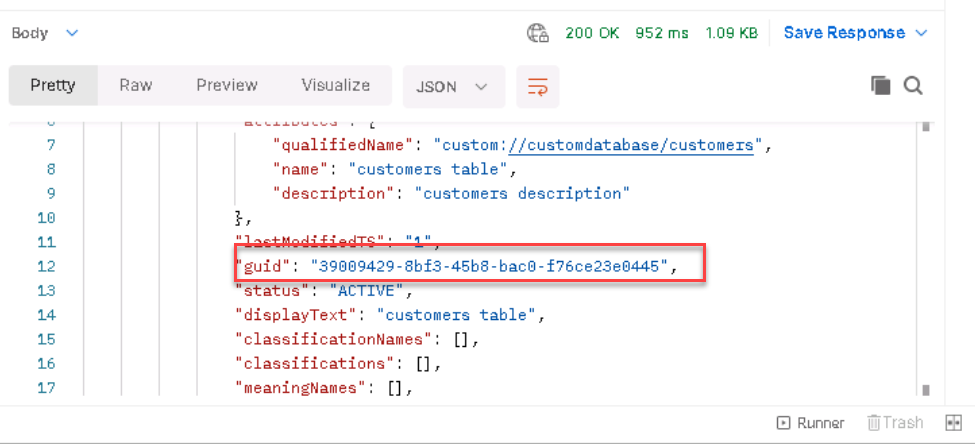 Body
200 OK 952 ms 1.09 KB Save Response
Pretty Raw Preview Visualize JSON
6 "attributes": {
7 "qualifiedName": "custom://customdatabase/customers",
8 "name": "customers table",
9 "description": "customers description"
10 },
11 "lastModifiedTS": "1",
12 "guid": "39009429-8bf3-45b8-bac0-f76ce23e0445",
13 "status": "ACTIVE",
14 "displayText": "customers table",
15 "classificationNames": [],
16 "classifications": [],
17 "meaningNames": [],
Runner Trash